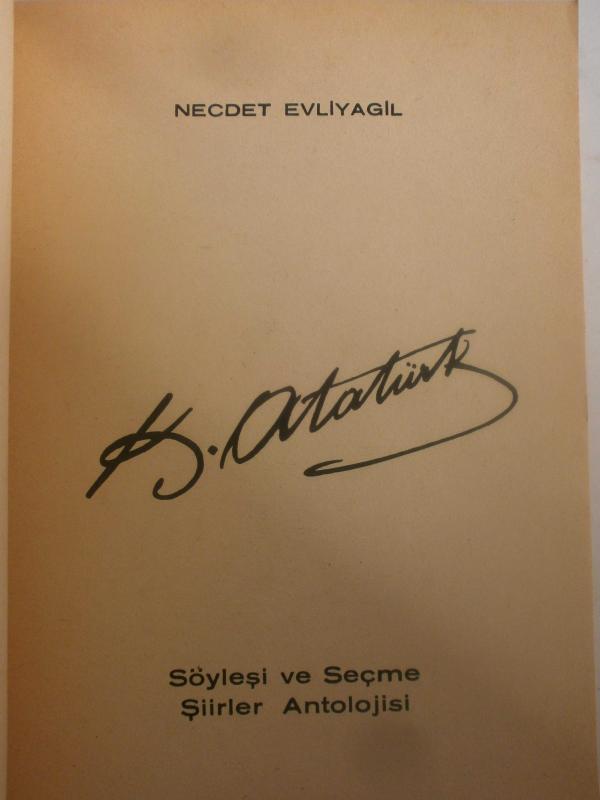 NECDET EVLİYAGİL
K. Atatürk
Söyleşi ve Seçme
Şiirler Antolojisi